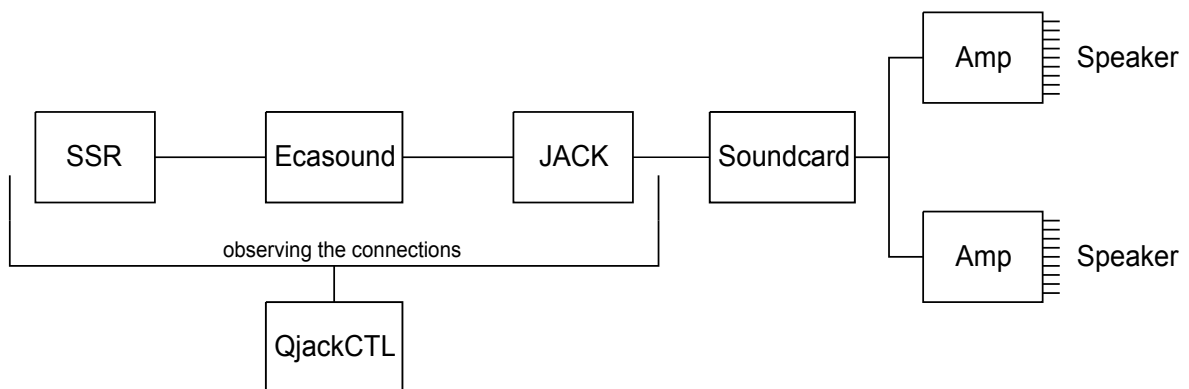 Amp
Speaker
SSR
Ecasound
JACK
Soundcard
observing the connections
Amp
Speaker
QjackCTL